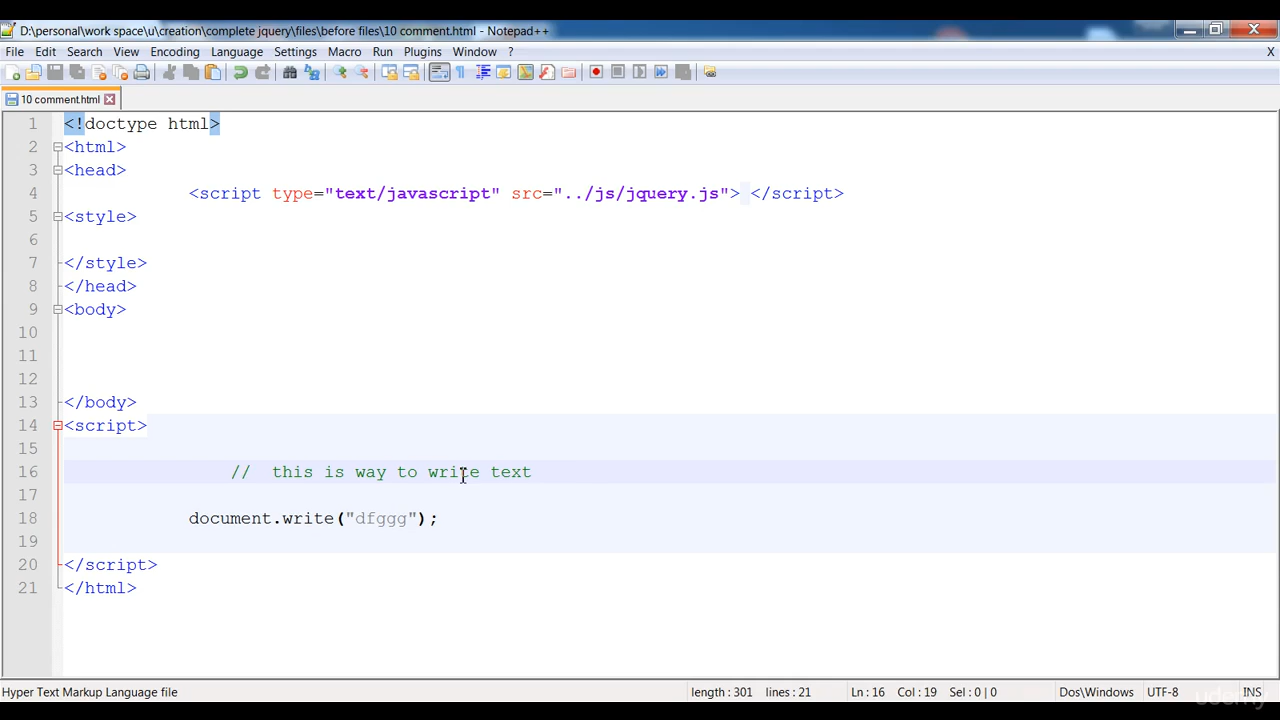 D:\personal\work space\u\creation\complete jquery\files\before files\10 comment.html - Notepad++
File Edit Search View Encoding Language Settings Macro Run Plugins Window ? X
10 comment.html
1 <!doctype html>
2 <html>
3 <head>
4 <script type="text/javascript" src="../js/jquery.js"> </script>
5 <style>
6
7 </style>
8 </head>
9 <body>
10
11
12
13 </body>
14 <script>
15
16 // this is way to write text
17
18 document.write("dfggg");
19
20 </script>
21 </html>
Hyper Text Markup Language file length : 301 lines : 21 Ln : 16 Col : 19 Sel : 0 | 0 Dos\Windows UTF-8 INS
udemy